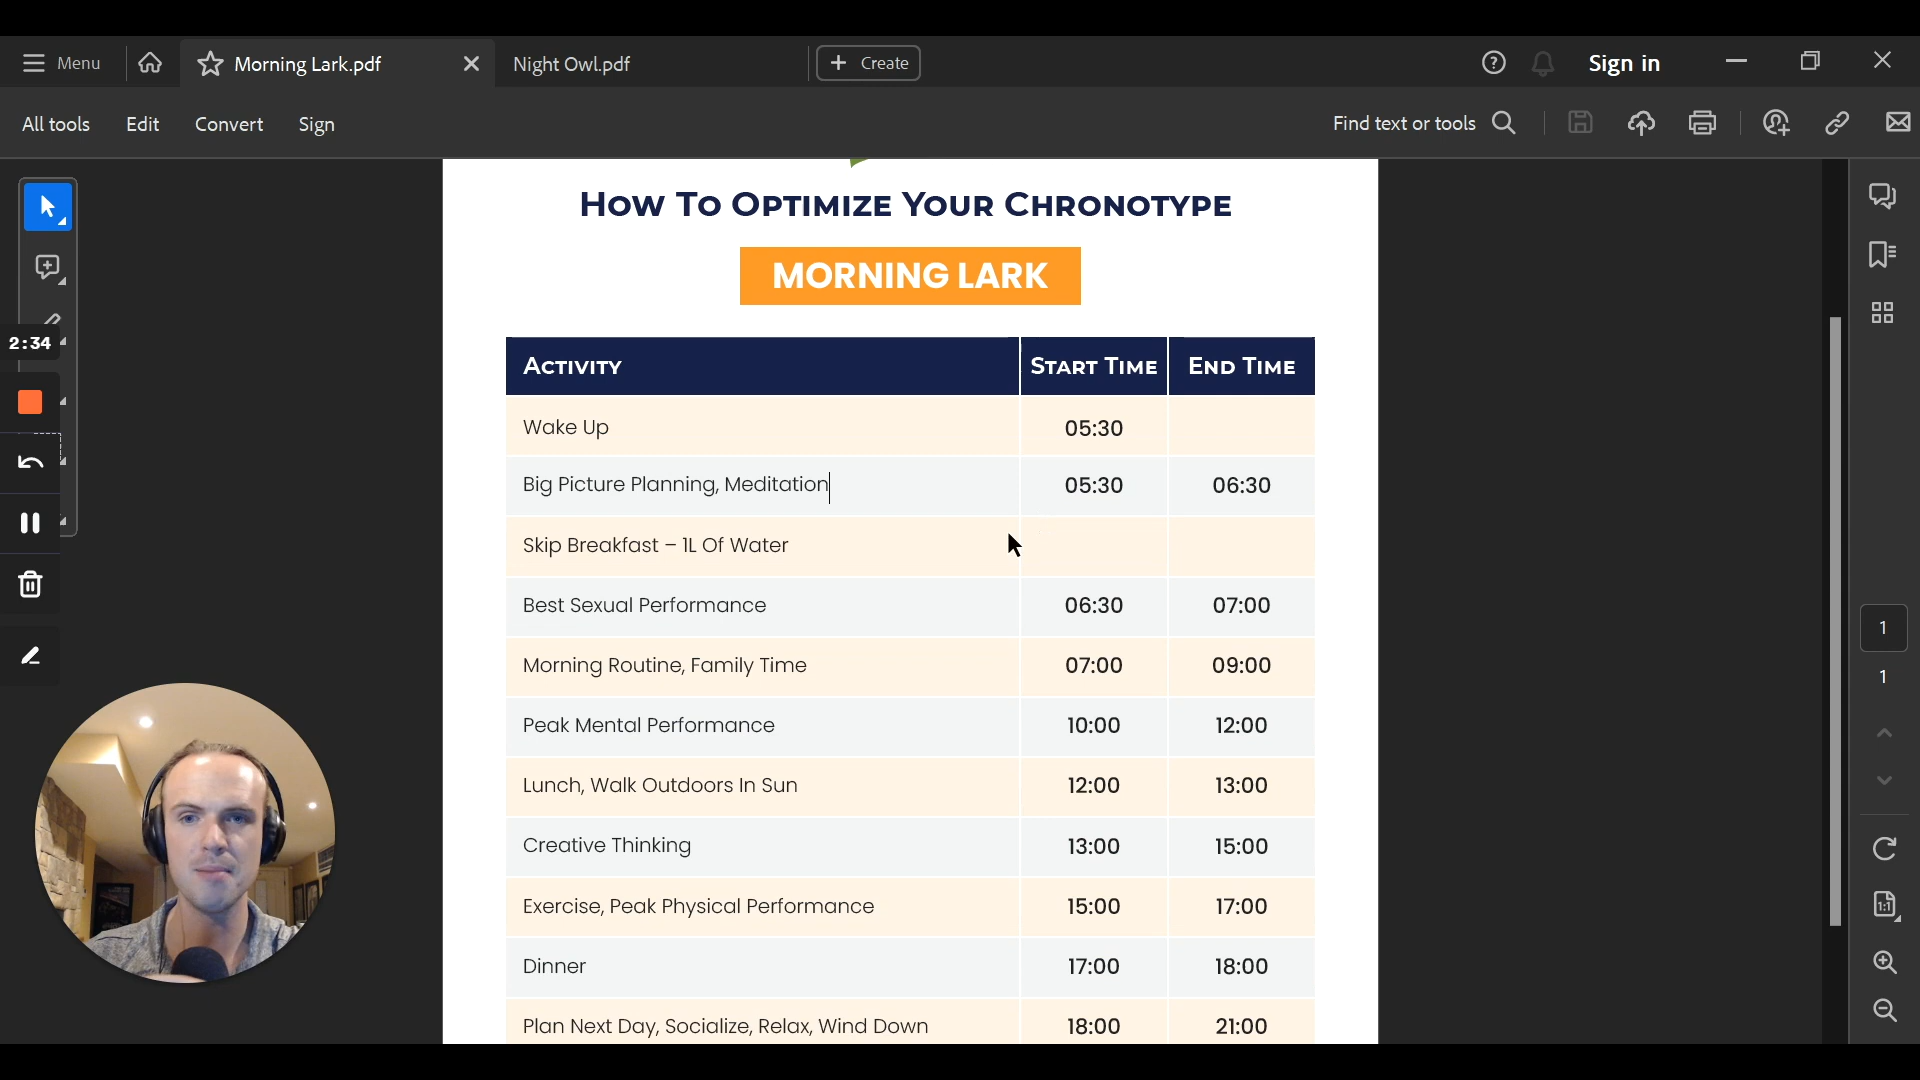 Menu
Morning Lark.pdf
Night Owl.pdf
Create
Sign in
All tools
Edit
Convert
Sign
Find text or tools
HOW TO OPTIMIZE YOUR CHRONOTYPE
MORNING LARK
ACTIVITY START TIME END TIME
Wake Up 05:30
Big Picture Planning, Meditation 05:30 06:30
Skip Breakfast – 1L Of Water
Best Sexual Performance 06:30 07:00
Morning Routine, Family Time 07:00 09:00
Peak Mental Performance 10:00 12:00
Lunch, Walk Outdoors In Sun 12:00 13:00
Creative Thinking 13:00 15:00
Exercise, Peak Physical Performance 15:00 17:00
Dinner 17:00 18:00
Plan Next Day, Socialize, Relax, Wind Down 18:00 21:00
2:34
1
1
1:1